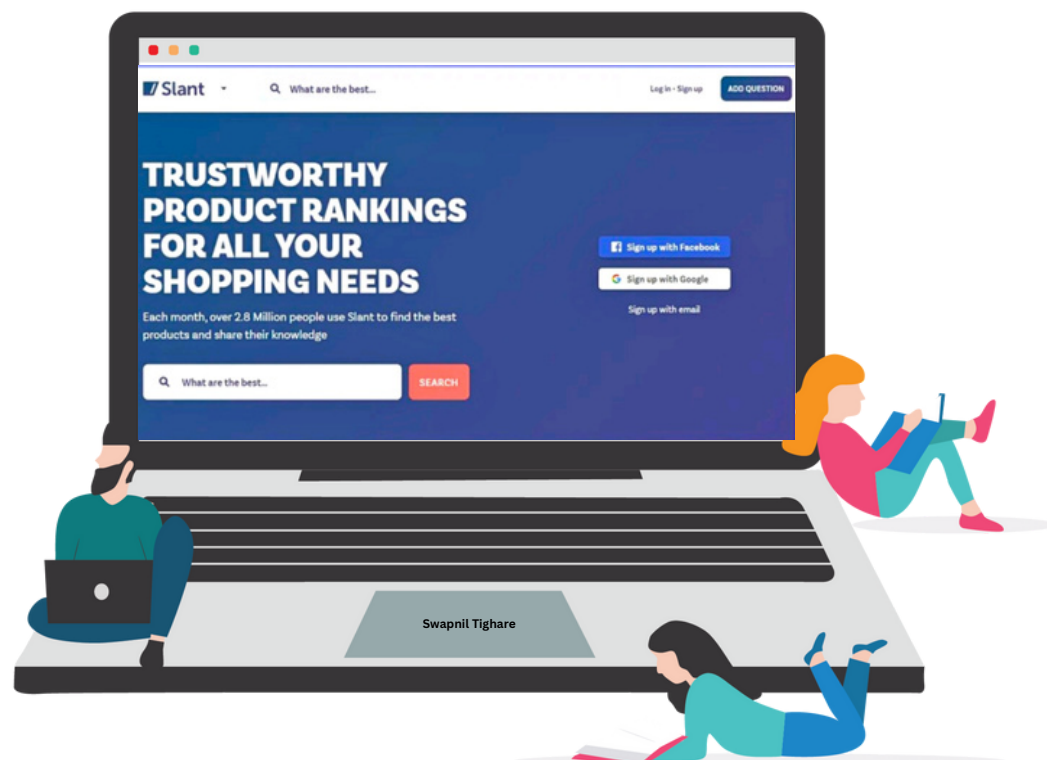 Slant
What are the best...
Log in - Sign up
ADD QUESTION
TRUSTWORTHY
PRODUCT RANKINGS
FOR ALL YOUR
SHOPPING NEEDS
Each month, over 2.8 Million people use Slant to find the best
products and share their knowledge
What are the best...
SEARCH
Sign up with Facebook
Sign up with Google
Sign up with email
Swapnil Tighare